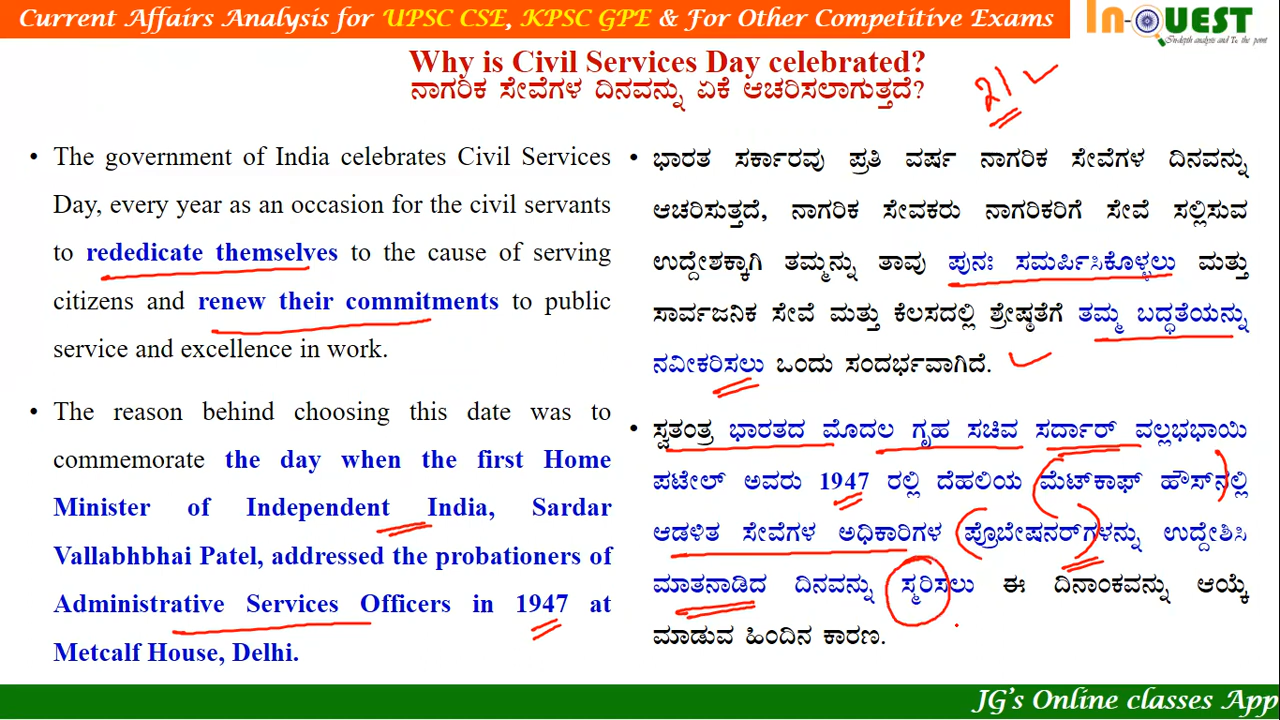 Current Affairs Analysis for UPSC CSE, KPSC GPE & For Other Competitive Exams
In-QUEST
In-depth analysis and To the point
Why is Civil Services Day celebrated?
ನಾಗರಿಕ ಸೇವೆಗಳ ದಿನವನ್ನು ಏಕೆ ಆಚರಿಸಲಾಗುತ್ತದೆ?
21
• The government of India celebrates Civil Services
Day, every year as an occasion for the civil servants
to rededicate themselves to the cause of serving
citizens and renew their commitments to public
service and excellence in work.
• The reason behind choosing this date was to
commemorate the day when the first Home
Minister of Independent India, Sardar
Vallabhbhai Patel, addressed the probationers of
Administrative Services Officers in 1947 at
Metcalf House, Delhi.
• ಭಾರತ ಸರ್ಕಾರವು ಪ್ರತಿ ವರ್ಷ ನಾಗರಿಕ ಸೇವೆಗಳ ದಿನವನ್ನು
ಆಚರಿಸುತ್ತದೆ, ನಾಗರಿಕ ಸೇವಕರು ನಾಗರಿಕರಿಗೆ ಸೇವೆ ಸಲ್ಲಿಸುವ
ಉದ್ದೇಶಕ್ಕಾಗಿ ತಮ್ಮನ್ನು ತಾವು ಪುನಃ ಸಮರ್ಪಿಸಿಕೊಳ್ಳಲು ಮತ್ತು
ಸಾರ್ವಜನಿಕ ಸೇವೆ ಮತ್ತು ಕೆಲಸದಲ್ಲಿ ಶ್ರೇಷ್ಠತೆಗೆ ತಮ್ಮ ಬದ್ಧತೆಯನ್ನು
ನವೀಕರಿಸಲು ಒಂದು ಸಂದರ್ಭವಾಗಿದೆ.
• ಸ್ವತಂತ್ರ ಭಾರತದ ಮೊದಲ ಗೃಹ ಸಚಿವ ಸರ್ದಾರ್ ವಲ್ಲಭಭಾಯಿ
ಪಟೇಲ್ ಅವರು 1947 ರಲ್ಲಿ ದೆಹಲಿಯ ಮೆಟ್‌ಕಾಫ್ ಹೌಸ್‌ನಲ್ಲಿ
ಆಡಳಿತ ಸೇವೆಗಳ ಅಧಿಕಾರಿಗಳ ಪ್ರೊಬೇಷನರ್‌ಗಳನ್ನು ಉದ್ದೇಶಿಸಿ
ಮಾತನಾಡಿದ ದಿನವನ್ನು ಸ್ಮರಿಸಲು ಈ ದಿನಾಂಕವನ್ನು ಆಯ್ಕೆ
ಮಾಡುವ ಹಿಂದಿನ ಕಾರಣ.
JG's Online classes App